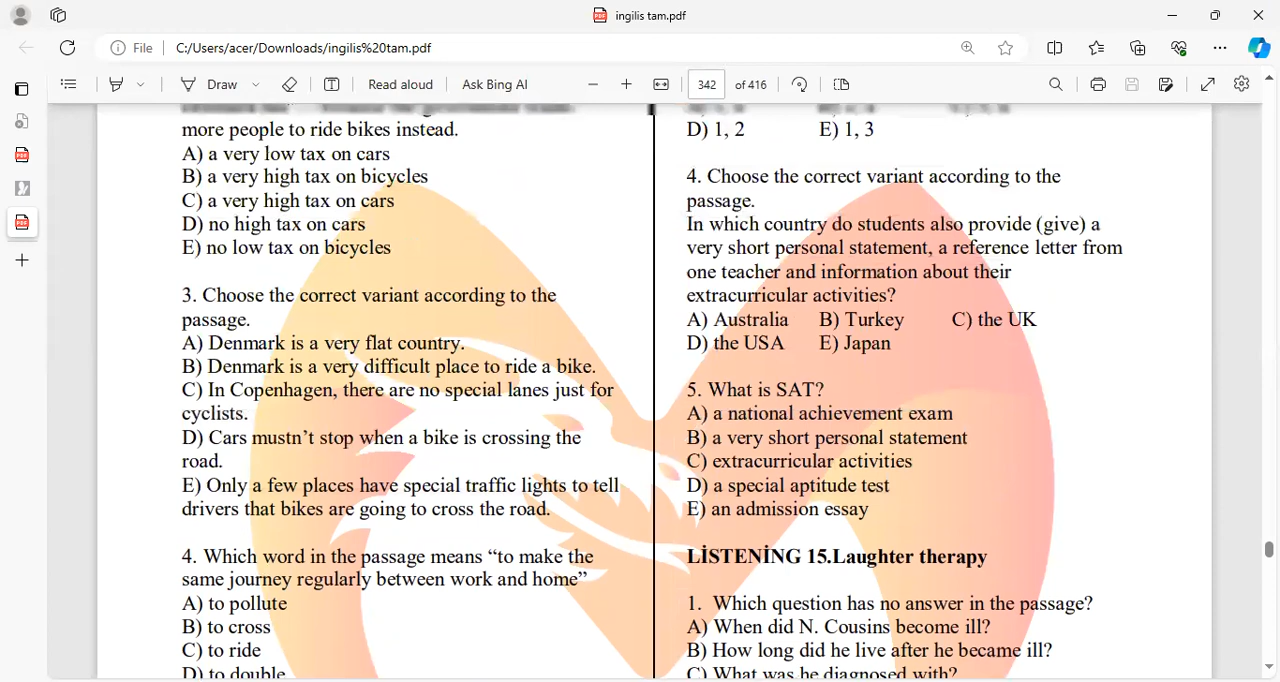 ingilis tam.pdf
File
C:/Users/acer/Downloads/ingilis%20tam.pdf
Draw
Read aloud
Ask Bing AI
342
of 416
more people to ride bikes instead.
A) a very low tax on cars
B) a very high tax on bicycles
C) a very high tax on cars
D) no high tax on cars
E) no low tax on bicycles
3. Choose the correct variant according to the
passage.
A) Denmark is a very flat country.
B) Denmark is a very difficult place to ride a bike.
C) In Copenhagen, there are no special lanes just for
cyclists.
D) Cars mustn’t stop when a bike is crossing the
road.
E) Only a few places have special traffic lights to tell
drivers that bikes are going to cross the road.
4. Which word in the passage means “to make the
same journey regularly between work and home”
A) to pollute
B) to cross
C) to ride
D) to double
D) 1, 2 E) 1, 3
4. Choose the correct variant according to the
passage.
In which country do students also provide (give) a
very short personal statement, a reference letter from
one teacher and information about their
extracurricular activities?
A) Australia B) Turkey C) the UK
D) the USA E) Japan
5. What is SAT?
A) a national achievement exam
B) a very short personal statement
C) extracurricular activities
D) a special aptitude test
E) an admission essay
LİSTENİNG 15.Laughter therapy
1. Which question has no answer in the passage?
A) When did N. Cousins become ill?
B) How long did he live after he became ill?
C) What was he diagnosed with?